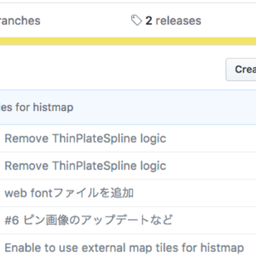 ranches
2 releases
Crea
es for histmap
Remove ThinPlateSpline logic
Remove ThinPlateSpline logic
web fontファイルを追加
#6 ピン画像のアップデートなど
Enable to use external map tiles for histmap